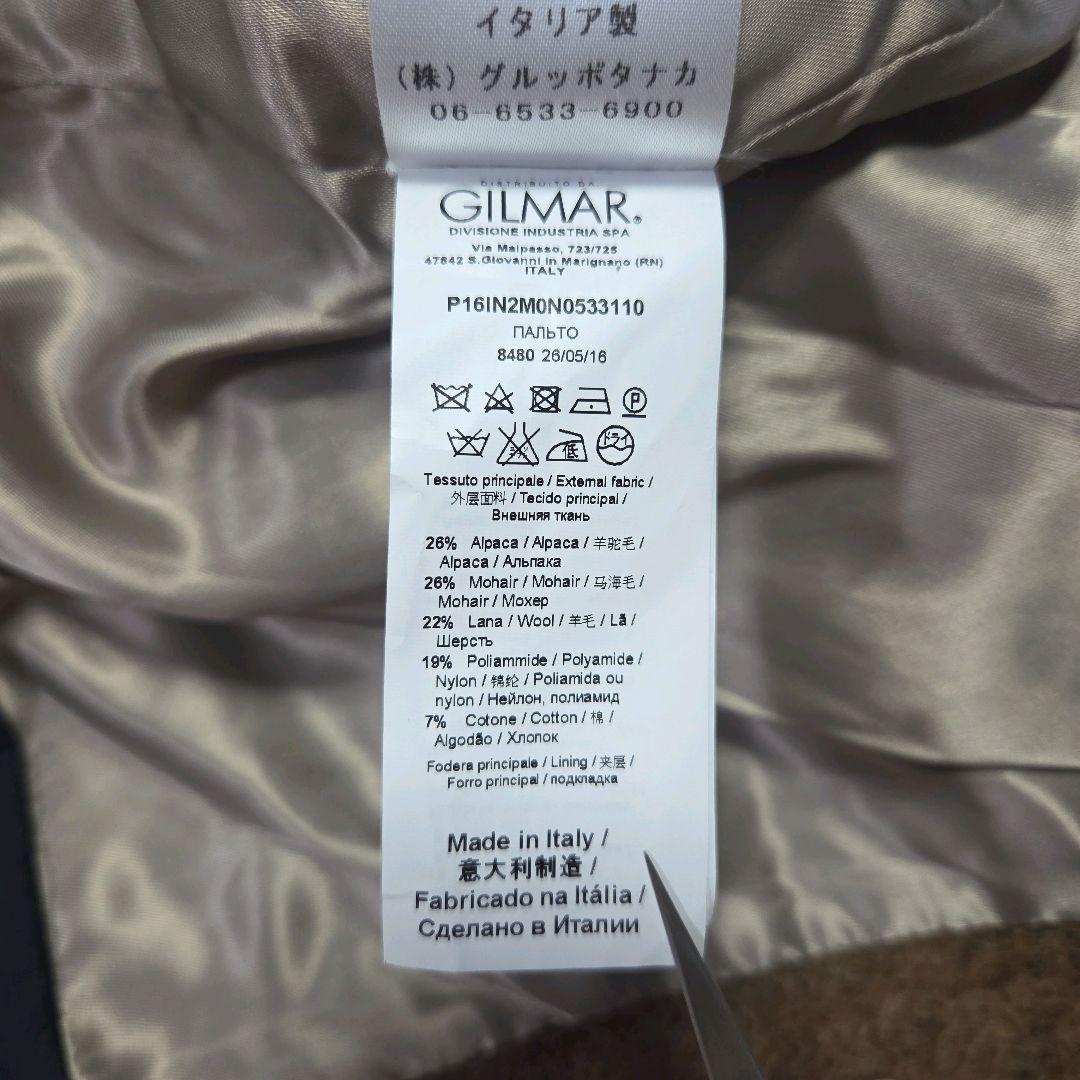 イタリア製
（株）グルッポタナカ
06-6533-6900
DISTRIBUITO DA
GILMAR®
DIVISIONE INDUSTRIA SPA
Via Malpasso, 723/725
47842 S.Giovanni in Marignano (RN)
ITALY
P16IN2M0N0533110
ПАЛЬТО
8480 26/05/16
P
低 ドライ
Tessuto principale / External fabric /
外层面料 / Tecido principal /
Внешняя ткань
26% Alpaca / Alpaca / 羊驼毛 /
Alpaca / Альпака
26% Mohair / Mohair / 马海毛 /
Mohair / Мохер
22% Lana / Wool / 羊毛 / Lã /
Шерсть
19% Poliammide / Polyamide /
Nylon / 锦纶 / Poliamida ou
nylon / Нейлон, полиамид
7% Cotone / Cotton / 棉 /
Algodão / Хлопок
Fodera principale / Lining / 夹层 /
Forro principal / подкладка
Made in Italy /
意大利制造 /
Fabricado na Itália /
Сделано в Италии